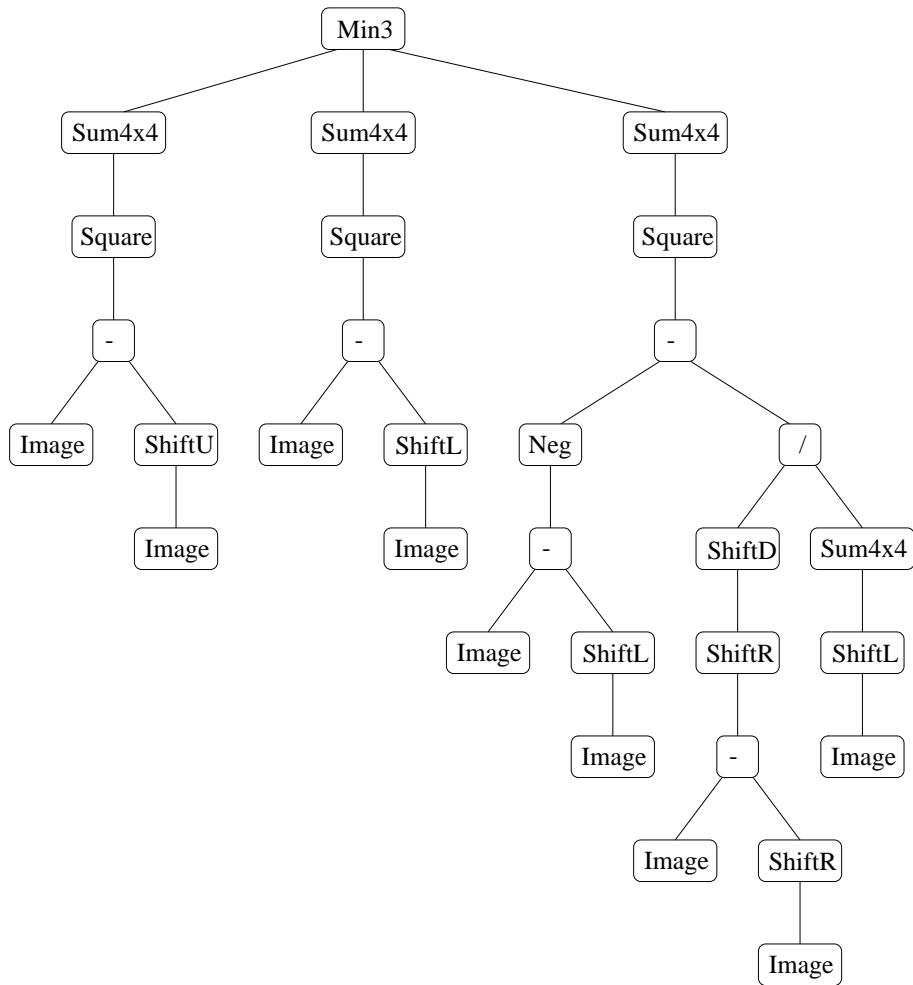 Min3
Sum4x4 Sum4x4 Sum4x4
Square Square Square
- - -
Image ShiftU Image ShiftL Neg /
Image Image - ShiftD Sum4x4
Image ShiftL ShiftR ShiftL
Image - Image
Image ShiftR
Image